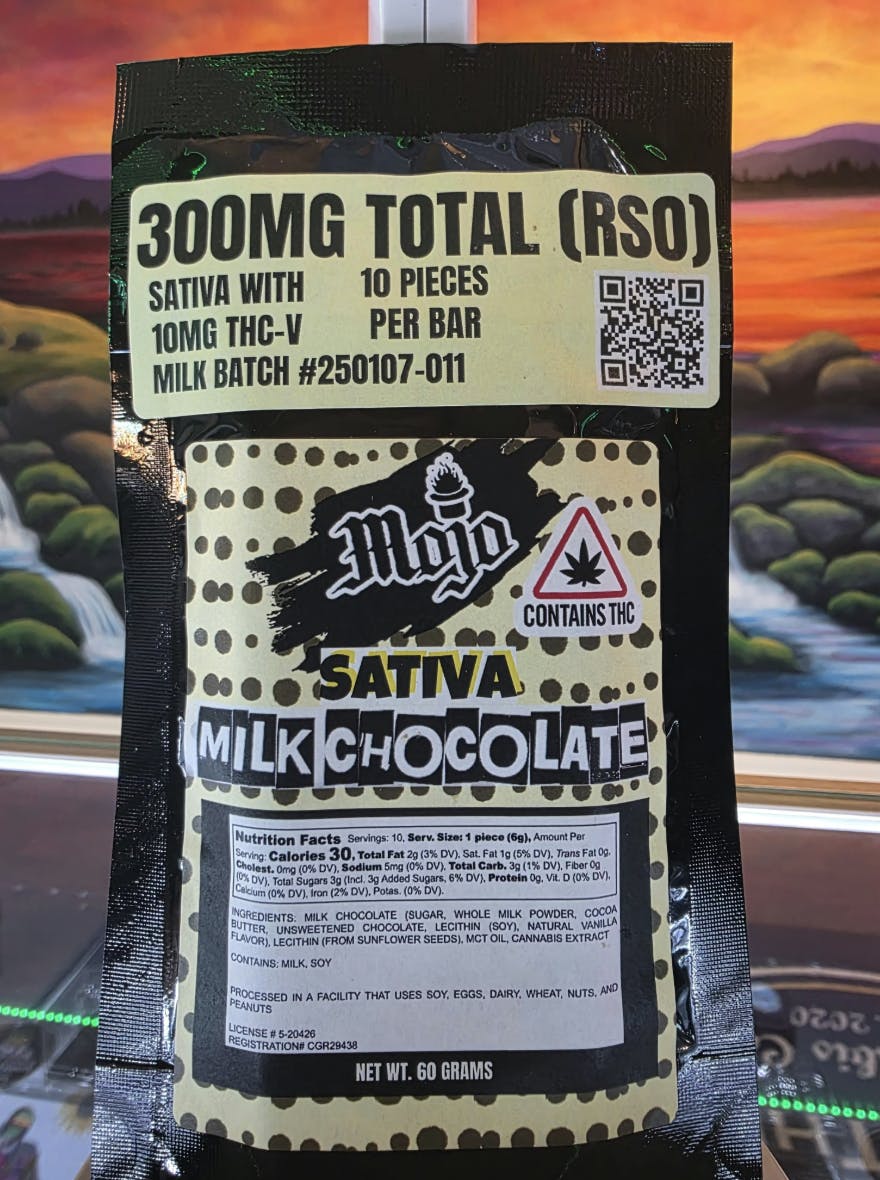 300MG TOTAL (RSO)
SATIVA WITH
10MG THC-V
10 PIECES
PER BAR
MILK BATCH #250107-011
Mojo
CONTAINS THC
SATIVA
MILK CHOCOLATE
Nutrition Facts Servings: 10, Serv. Size: 1 piece (6g), Amount Per
Serving: Calories 30, Total Fat 2g (3% DV), Sat. Fat 1g (5% DV), Trans Fat 0g,
Cholest. 0mg (0% DV), Sodium 5mg (0% DV), Total Carb. 3g (1% DV), Fiber 0g
(0% DV), Total Sugars 3g (Incl. 3g Added Sugars, 6% DV), Protein 0g, Vit. D (0% DV),
Calcium (0% DV), Iron (2% DV), Potas. (0% DV).
INGREDIENTS: MILK CHOCOLATE (SUGAR, WHOLE MILK POWDER, COCOA
BUTTER, UNSWEETENED CHOCOLATE, LECITHIN (SOY), NATURAL VANILLA
FLAVOR), LECITHIN (FROM SUNFLOWER SEEDS), MCT OIL, CANNABIS EXTRACT
CONTAINS: MILK, SOY
PROCESSED IN A FACILITY THAT USES SOY, EGGS, DAIRY, WHEAT, NUTS, AND
PEANUTS
LICENSE # 5-20426
REGISTRATION# CGR29438
NET WT. 60 GRAMS
2020